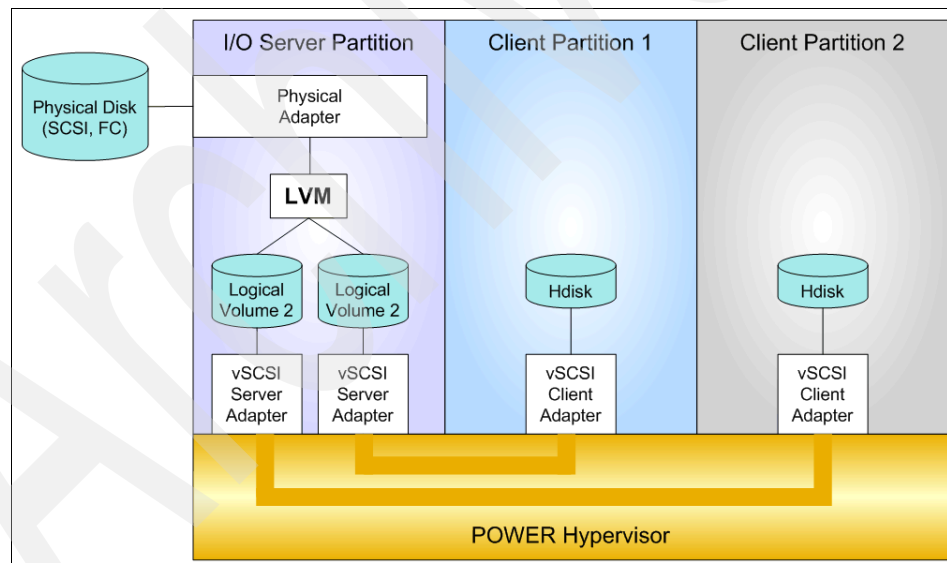 I/O Server Partition
Client Partition 1
Client Partition 2
Physical Disk
(SCSI, FC)
Physical
Adapter
LVM
Logical
Volume 2
Logical
Volume 2
Hdisk
Hdisk
vSCSI
Server
Adapter
vSCSI
Server
Adapter
vSCSI
Client
Adapter
vSCSI
Client
Adapter
POWER Hypervisor